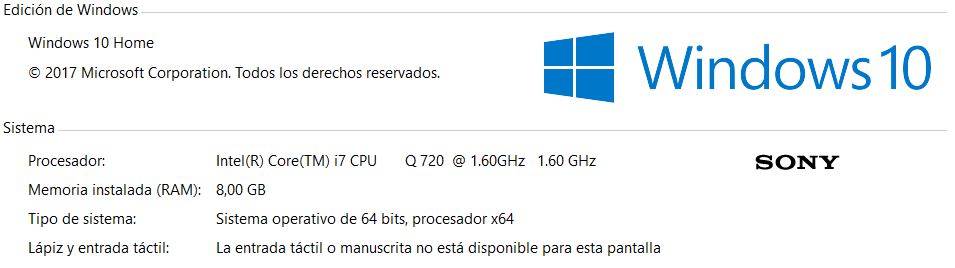 Edición de Windows
Windows 10 Home
© 2017 Microsoft Corporation. Todos los derechos reservados.
Windows 10
Sistema
Procesador: Intel(R) Core(TM) i7 CPU Q 720 @ 1.60GHz 1.60 GHz
SONY
Memoria instalada (RAM): 8,00 GB
Tipo de sistema: Sistema operativo de 64 bits, procesador x64
Lápiz y entrada táctil: La entrada táctil o manuscrita no está disponible para esta pantalla